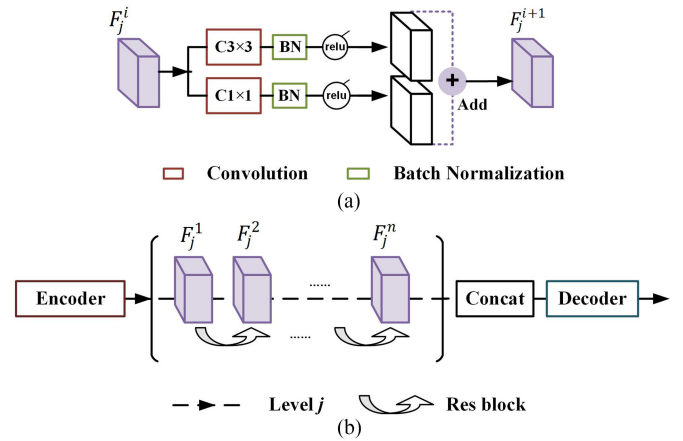 F_j^i
F_j^{i+1}
C3×3 BN relu
C1×1 BN relu
+
Add
Convolution Batch Normalization
(a)
F_j^1 F_j^2 F_j^n
......
Encoder Concat Decoder
......
Level j Res block
(b)